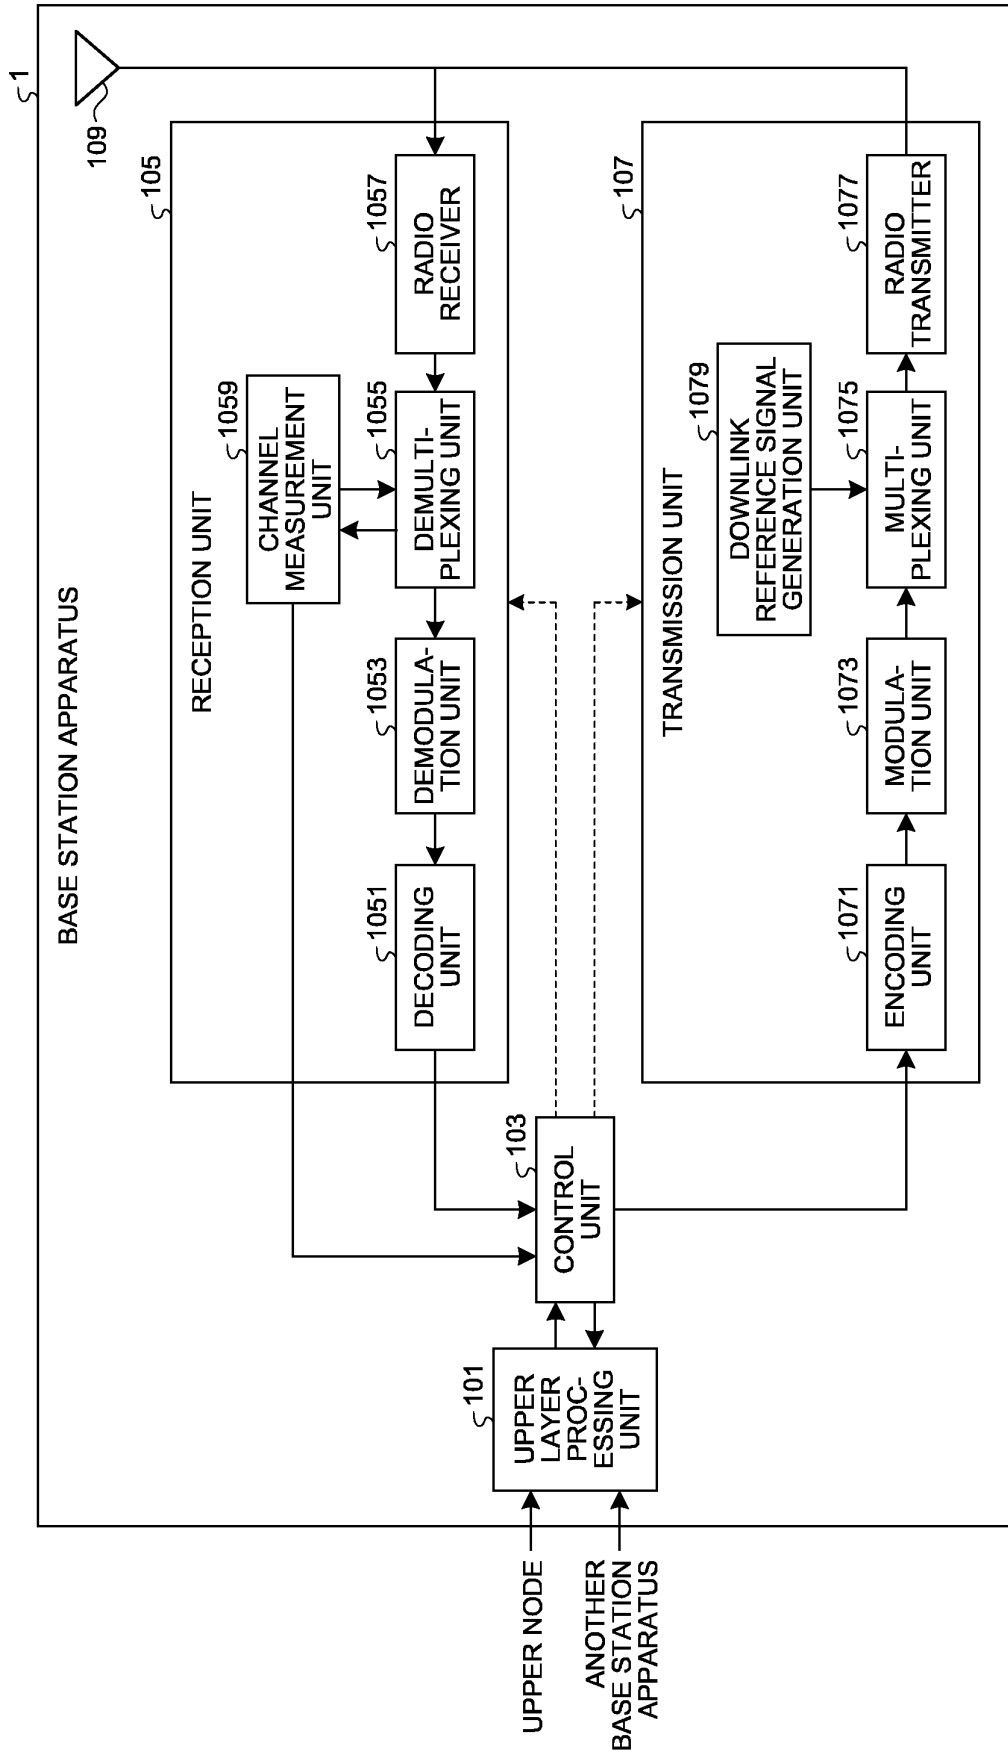 BASE STATION APPARATUS
1
109
RECEPTION UNIT
105
CHANNEL
MEASUREMENT
UNIT
1059
DECODING
UNIT
1051
DEMODULA-
TION UNIT
1053
DEMULTI-
PLEXING UNIT
1055
RADIO
RECEIVER
1057
UPPER NODE
ANOTHER
BASE STATION
APPARATUS
UPPER
LAYER
PROC-
ESSING
UNIT
101
CONTROL
UNIT
103
TRANSMISSION UNIT
107
DOWNLINK
REFERENCE SIGNAL
GENERATION UNIT
1079
ENCODING
UNIT
1071
MODULA-
TION UNIT
1073
MULTI-
PLEXING UNIT
1075
RADIO
TRANSMITTER
1077